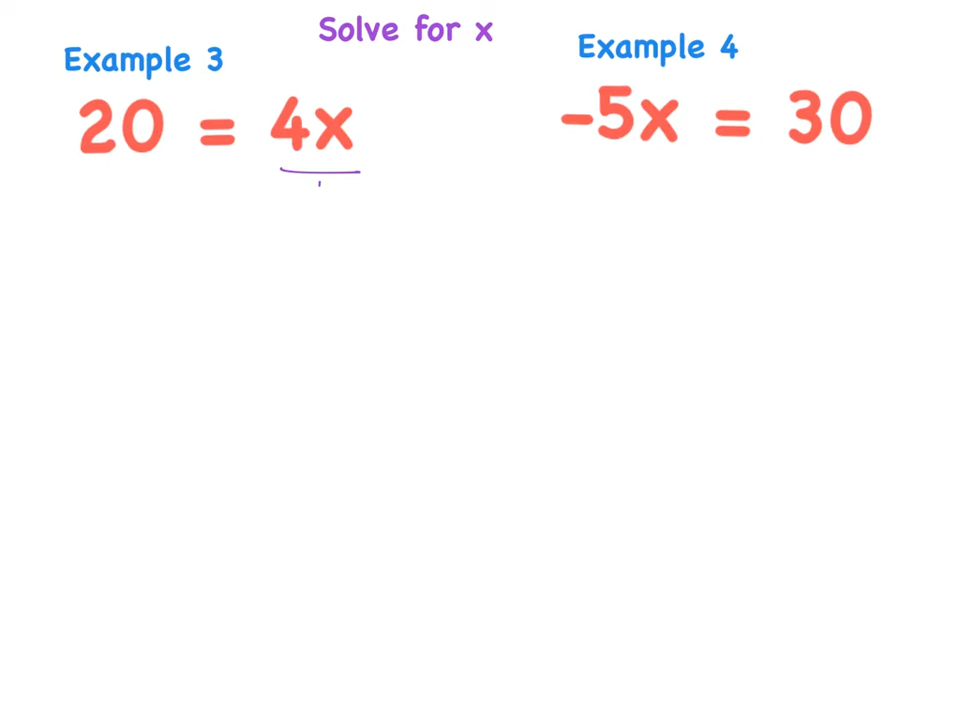 Solve for x
Example 3
20 = 4x
Example 4
-5x = 30